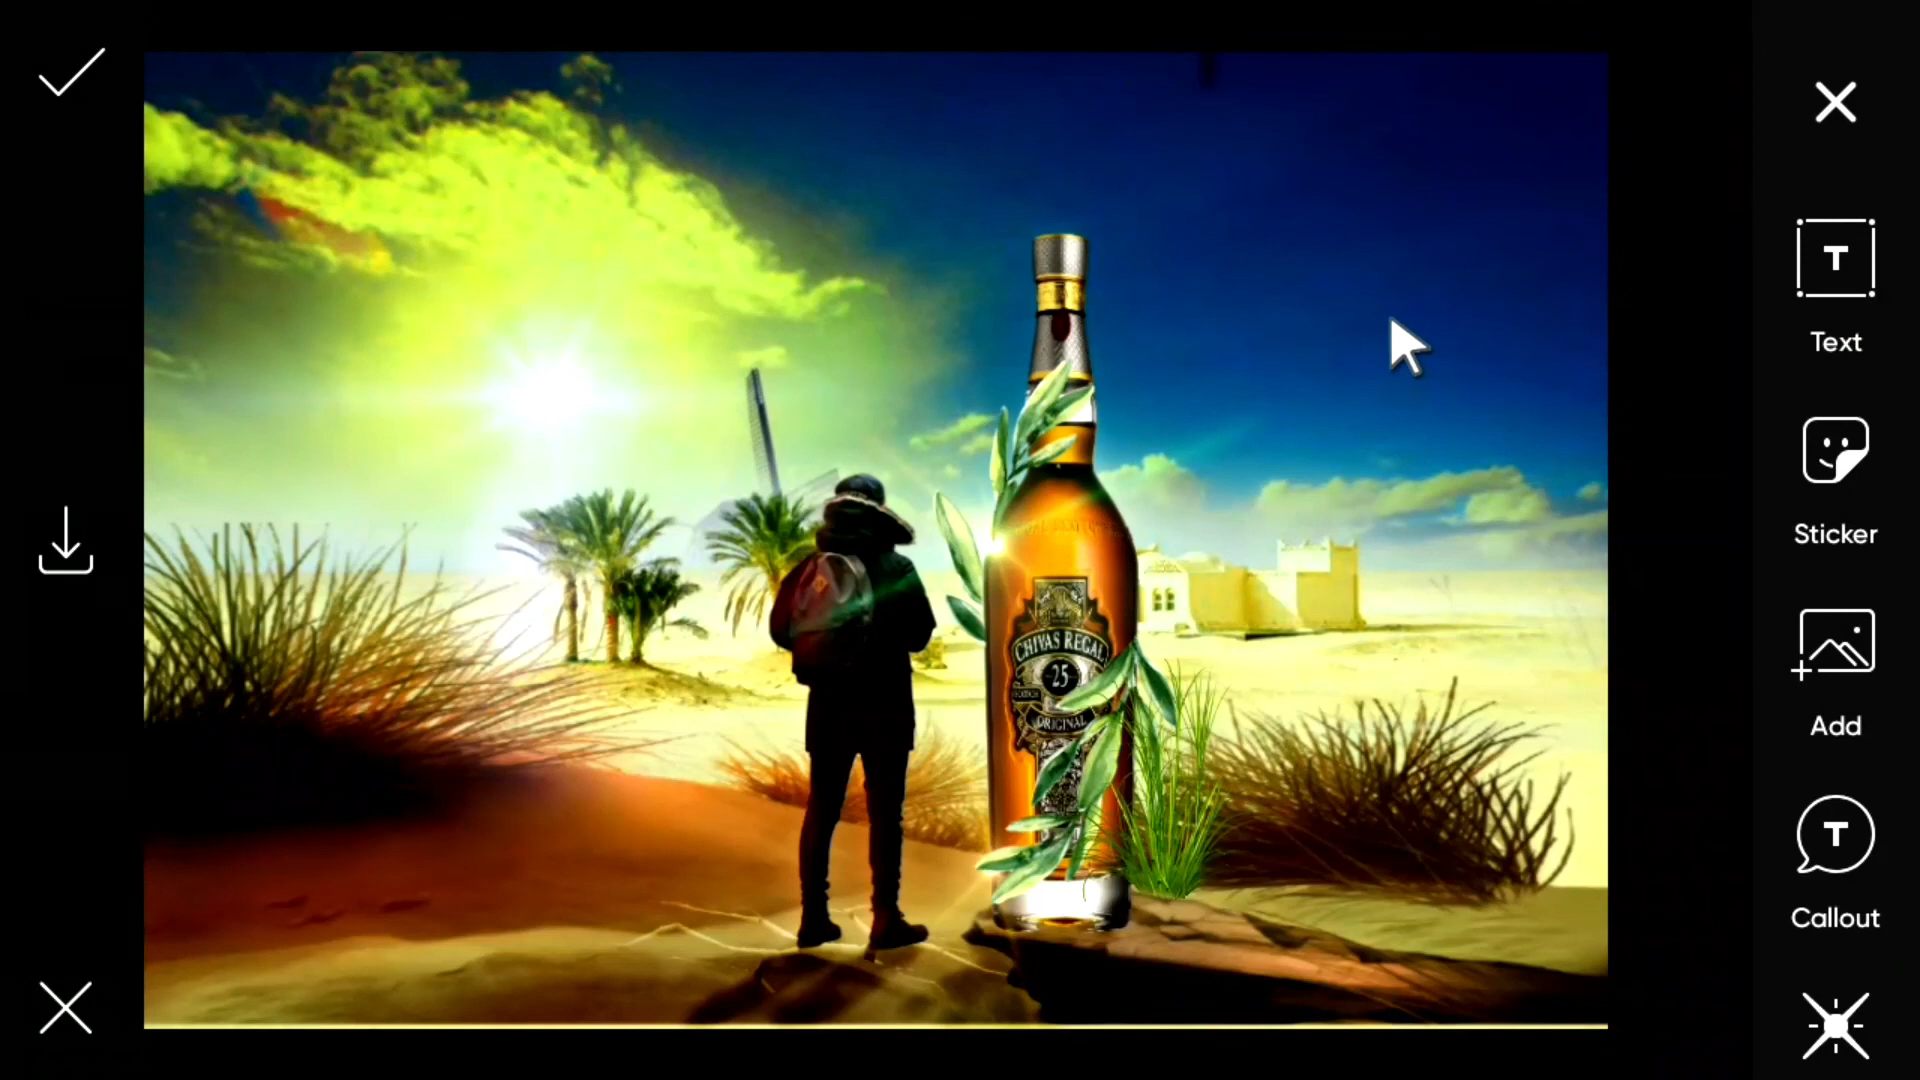 T
Text
Sticker
Add
T
Callout
CHIVAS REGAL
25
ORIGINAL